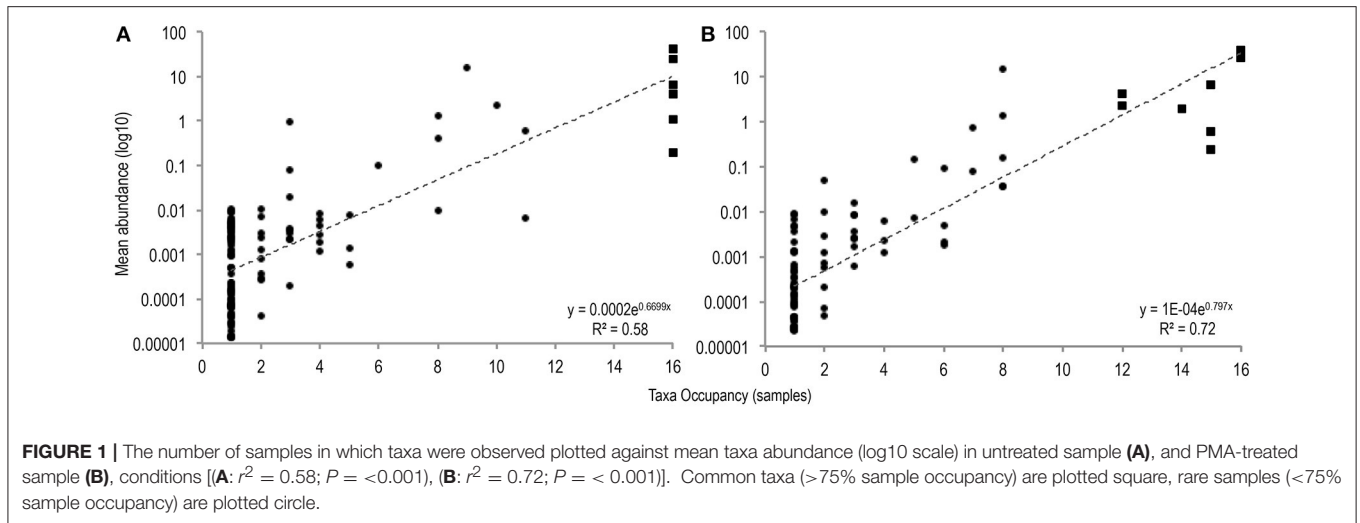 A
B
100
10
1
0.1
0.01
0.001
0.0001
0.00001
Mean abundance (log10)
0 2 4 6 8 10 12 14 16
y = 0.0002e0.6699x
R² = 0.58
100
10
1
0.1
0.01
0.001
0.0001
0.00001
0 2 4 6 8 10 12 14 16
y = 1E-04e0.797x
R² = 0.72
Taxa Occupancy (samples)
FIGURE 1 | The number of samples in which taxa were observed plotted against mean taxa abundance (log10 scale) in untreated sample (A), and PMA-treated
sample (B), conditions [(A: r² = 0.58; P = <0.001), (B: r² = 0.72; P = < 0.001)]. Common taxa (>75% sample occupancy) are plotted square, rare samples (<75%
sample occupancy) are plotted circle.